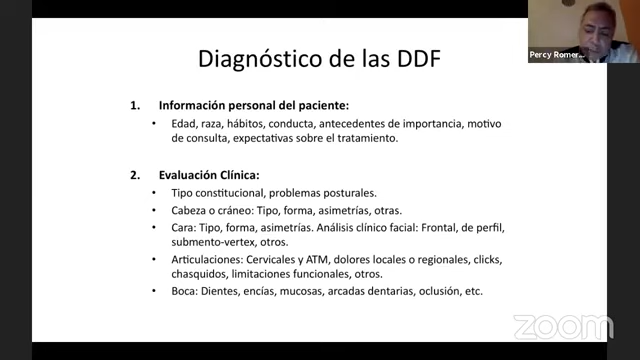 Percy Romer...
Diagnóstico de las DDF
1. Información personal del paciente:
• Edad, raza, hábitos, conducta, antecedentes de importancia, motivo
de consulta, expectativas sobre el tratamiento.
2. Evaluación Clínica:
• Tipo constitucional, problemas posturales.
• Cabeza o cráneo: Tipo, forma, asimetrías, otras.
• Cara: Tipo, forma, asimetrías. Análisis clínico facial: Frontal, de perfil,
submento-vertex, otros.
• Articulaciones: Cervicales y ATM, dolores locales o regionales, clicks,
chasquidos, limitaciones funcionales, otros.
• Boca: Dientes, encías, mucosas, arcadas dentarias, oclusión, etc.
zoom